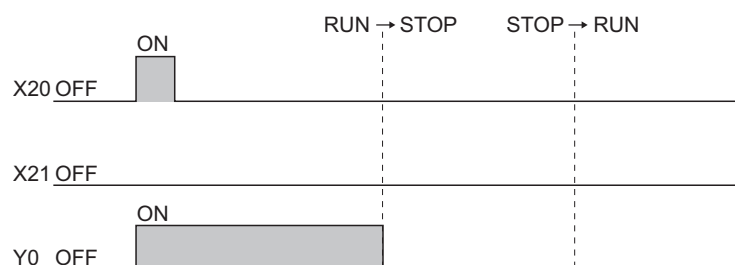 RUN → STOP STOP → RUN
ON
X20 OFF
X21 OFF
ON
Y0 OFF